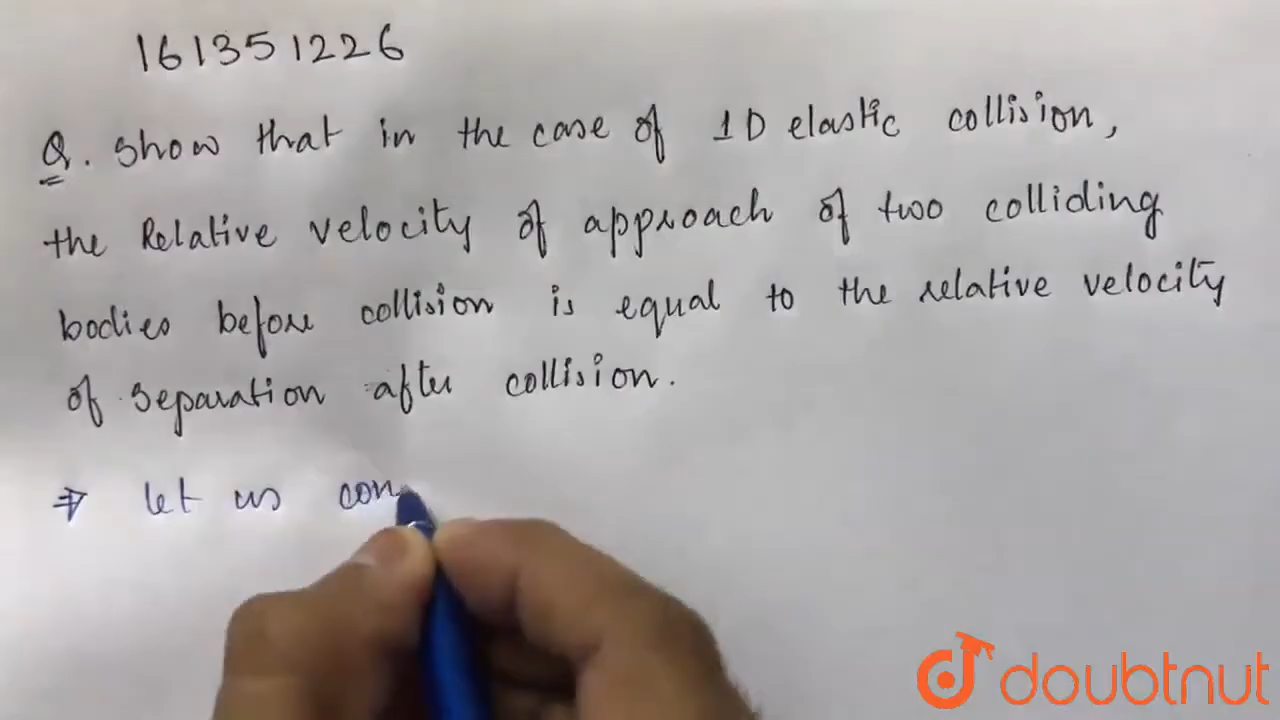 161351226
Q. Show that in the case of 1D elastic collision,
the Relative velocity of approach of two colliding
bodies before collision is equal to the relative velocity
of separation after collision.
⇒ let us con
doubtnut